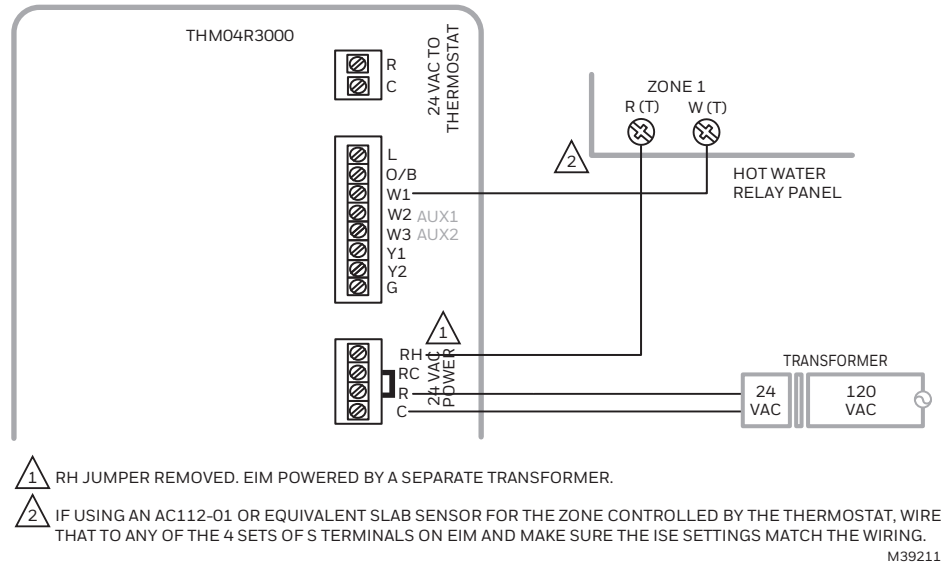 THM04R3000
R
C
24 VAC TO
THERMOSTAT
L
O/B
W1
W2 AUX1
W3 AUX2
Y1
Y2
G
RH
RC
R
C
24 VAC
POWER
1
2
ZONE 1
R (T) W (T)
HOT WATER
RELAY PANEL
TRANSFORMER
24
VAC
120
VAC
1 RH JUMPER REMOVED. EIM POWERED BY A SEPARATE TRANSFORMER.
2 IF USING AN AC112-01 OR EQUIVALENT SLAB SENSOR FOR THE ZONE CONTROLLED BY THE THERMOSTAT, WIRE
THAT TO ANY OF THE 4 SETS OF S TERMINALS ON EIM AND MAKE SURE THE ISE SETTINGS MATCH THE WIRING.
M39211